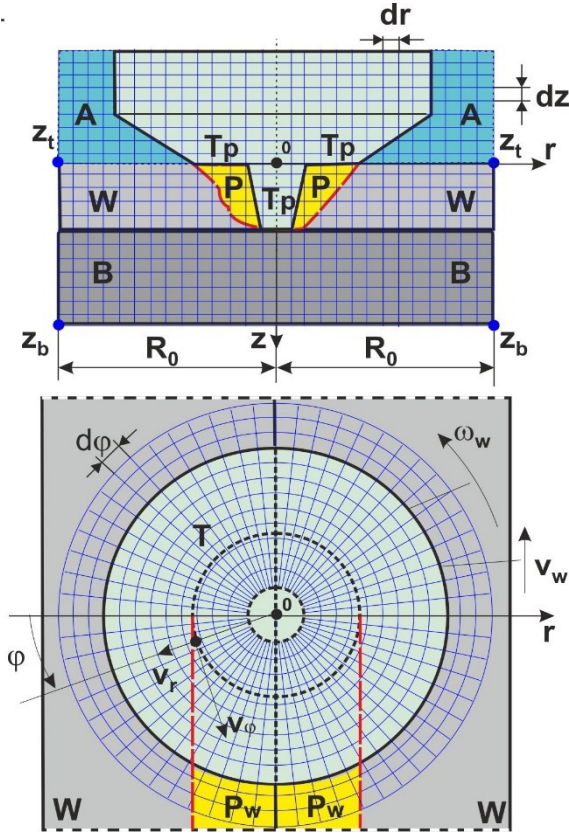 dr
dz
A A
zt Tp 0 Tp zt r
W P Tp P W
B B
zb R0 z R0 zb
dφ ωw
T
vw
0 r
φ vr
vφ
W Pw Pw W